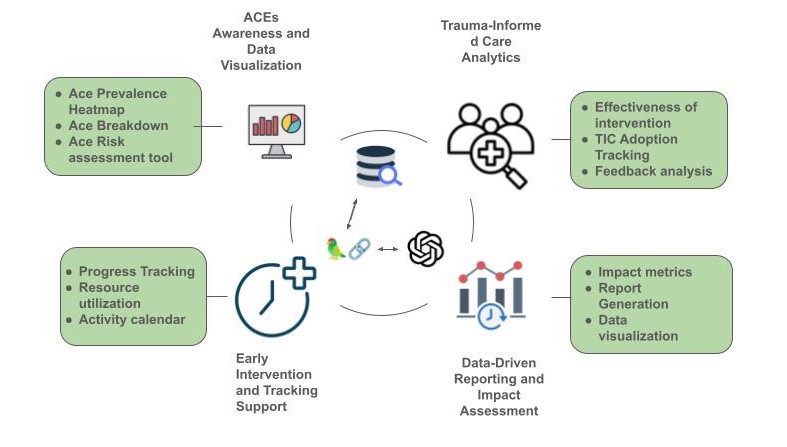 ACEs
Awareness and
Data
Visualization
Trauma-Informe
d Care
Analytics
● Ace Prevalence
Heatmap
● Ace Breakdown
● Ace Risk
assessment tool
● Effectiveness of
intervention
● TIC Adoption
Tracking
● Feedback analysis
● Progress Tracking
● Resource
utilization
● Activity calendar
● Impact metrics
● Report
Generation
● Data
visualization
Early
Intervention
and Tracking
Support
Data-Driven
Reporting and
Impact
Assessment